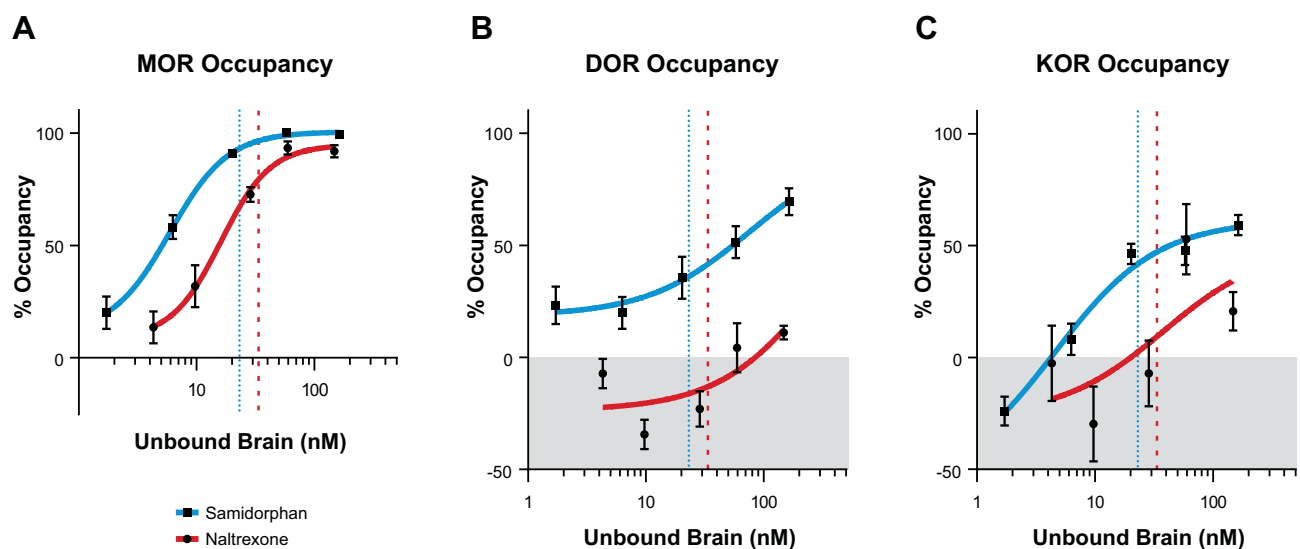 A
MOR Occupancy
% Occupancy
100
50
0
10
100
Unbound Brain (nM)
Samidorphan
Naltrexone
B
DOR Occupancy
% Occupancy
100
50
0
-50
1
10
100
Unbound Brain (nM)
C
KOR Occupancy
% Occupancy
100
50
0
-50
1
10
100
Unbound Brain (nM)